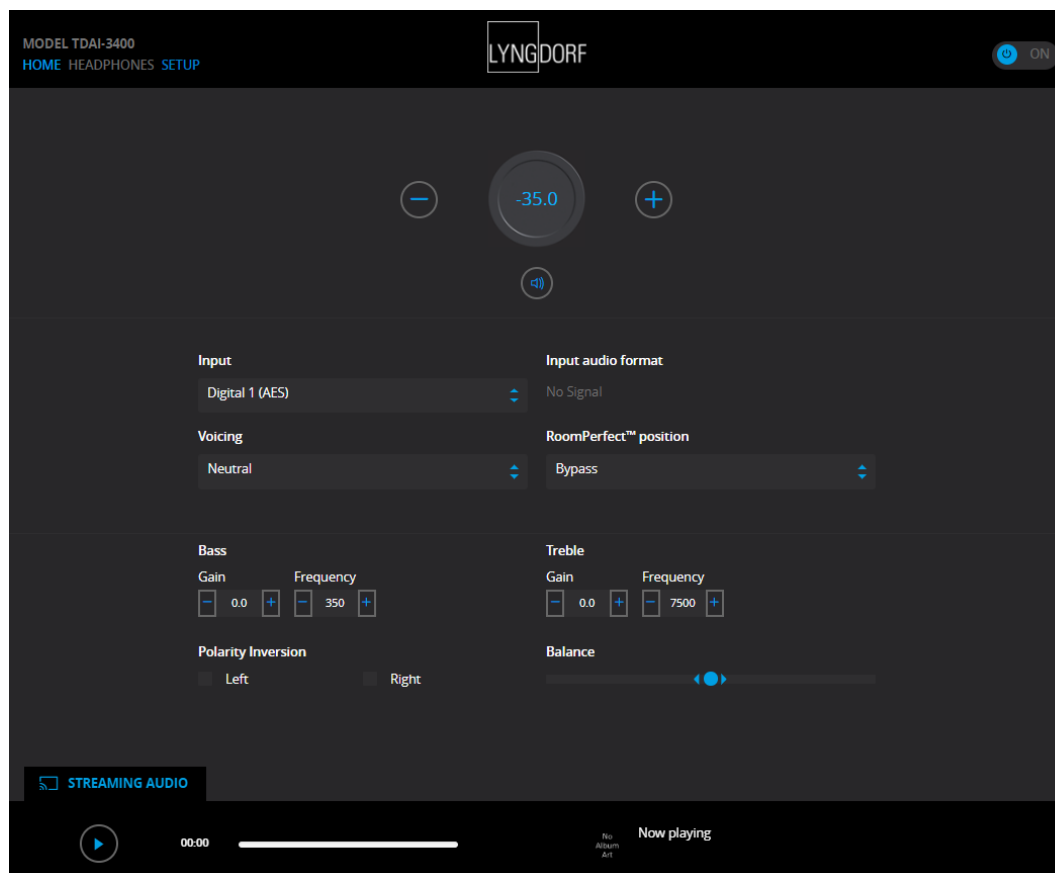 MODEL TDAI-3400
HOME HEADPHONES SETUP
LYNGDORF
ON
-35.0
Input
Digital 1 (AES)
Input audio format
No Signal
Voicing
Neutral
RoomPerfect™ position
Bypass
Bass
Gain Frequency
- 0.0 + - 350 +
Treble
Gain Frequency
- 0.0 + - 7500 +
Polarity Inversion
Left Right
Balance
STREAMING AUDIO
00:00
No
Album
Art
Now playing